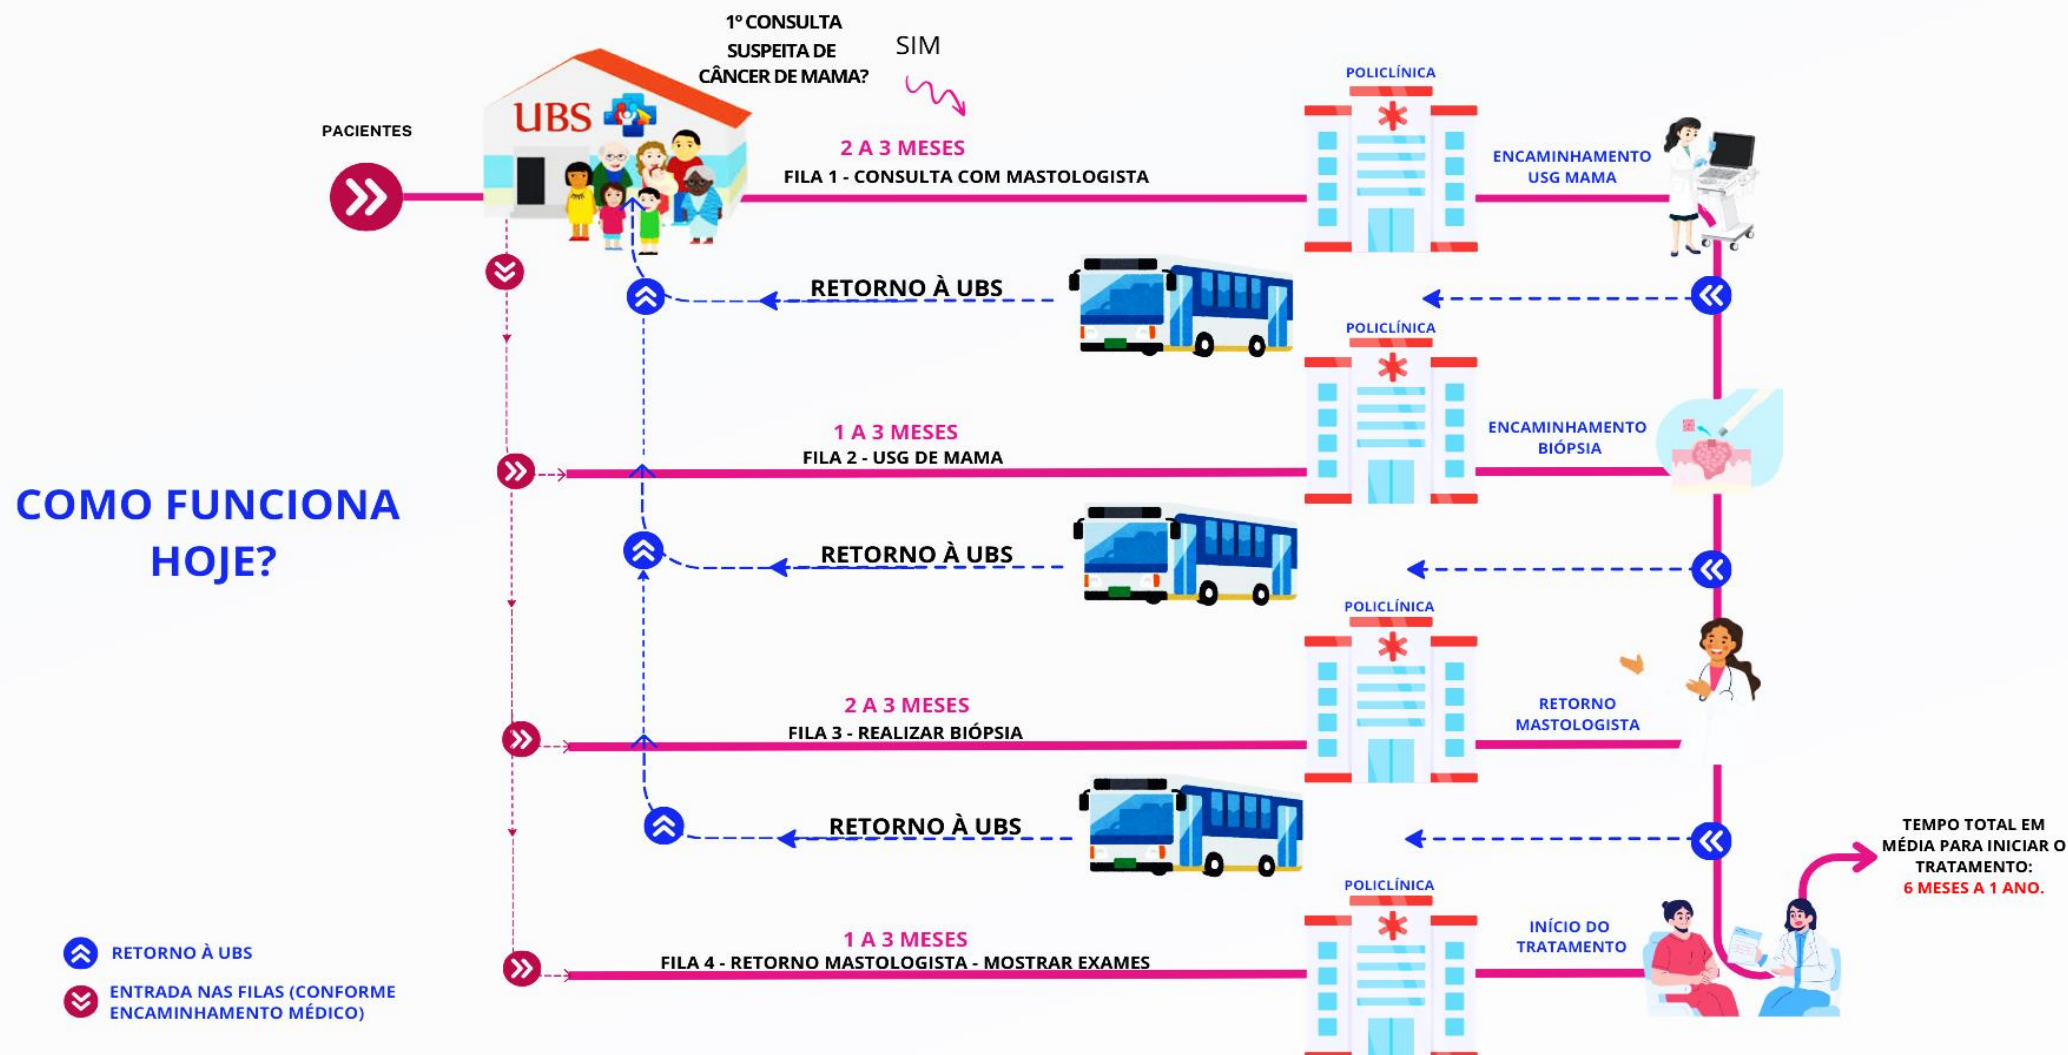 1º CONSULTA
SUSPEITA DE
CÂNCER DE MAMA?
SIM
PACIENTES
UBS
2 A 3 MESES
FILA 1 - CONSULTA COM MASTOLOGISTA
POLICLÍNICA
ENCAMINHAMENTO
USG MAMA
RETORNO À UBS
POLICLÍNICA
1 A 3 MESES
FILA 2 - USG DE MAMA
ENCAMINHAMENTO
BIÓPSIA
COMO FUNCIONA
HOJE?
RETORNO À UBS
POLICLÍNICA
2 A 3 MESES
FILA 3 - REALIZAR BIÓPSIA
RETORNO
MASTOLOGISTA
RETORNO À UBS
POLICLÍNICA
1 A 3 MESES
FILA 4 - RETORNO MASTOLOGISTA - MOSTRAR EXAMES
INÍCIO DO
TRATAMENTO
TEMPO TOTAL EM
MÉDIA PARA INICIAR O
TRATAMENTO:
6 MESES A 1 ANO.
RETORNO À UBS
ENTRADA NAS FILAS (CONFORME
ENCAMINHAMENTO MÉDICO)